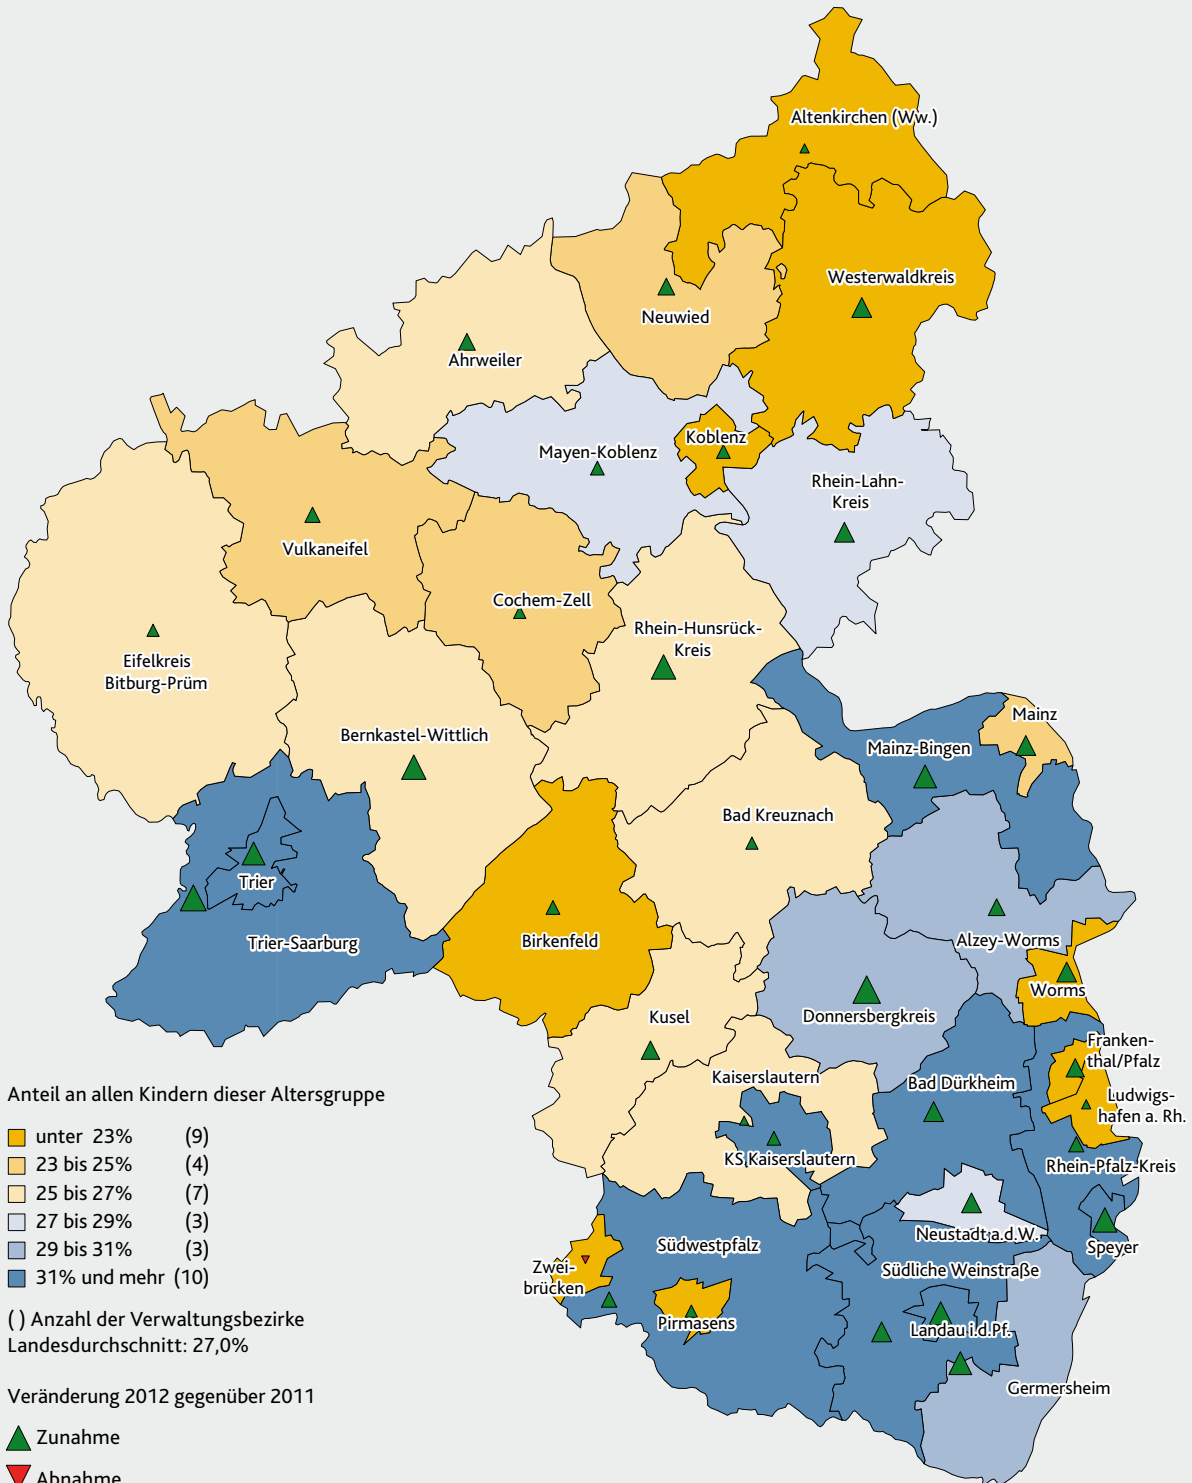 Altenkirchen (Ww.)
Westerwaldkreis
Neuwied
Ahrweiler
Koblenz
Mayen-Koblenz
Rhein-Lahn-
Kreis
Vulkaneifel
Cochem-Zell
Rhein-Hunsrück-
Kreis
Eifelkreis
Bitburg-Prüm
Mainz
Bernkastel-Wittlich
Mainz-Bingen
Bad Kreuznach
Trier
Birkenfeld
Trier-Saarburg
Alzey-Worms
Worms
Kusel
Donnersbergkreis
Franken-
thal/Pfalz
Kaiserslautern
Bad Dürkheim
Ludwigs-
hafen a. Rh.
KS Kaiserslautern
Rhein-Pfalz-Kreis
Neustadt a.d.W.
Speyer
Südwestpfalz
Zwei-
brücken
Südliche Weinstraße
Pirmasens
Landau i.d.Pf.
Germersheim
Anteil an allen Kindern dieser Altersgruppe
unter 23% (9)
23 bis 25% (4)
25 bis 27% (7)
27 bis 29% (3)
29 bis 31% (3)
31% und mehr (10)
( ) Anzahl der Verwaltungsbezirke
Landesdurchschnitt: 27,0%
Veränderung 2012 gegenüber 2011
Zunahme
Abnahme